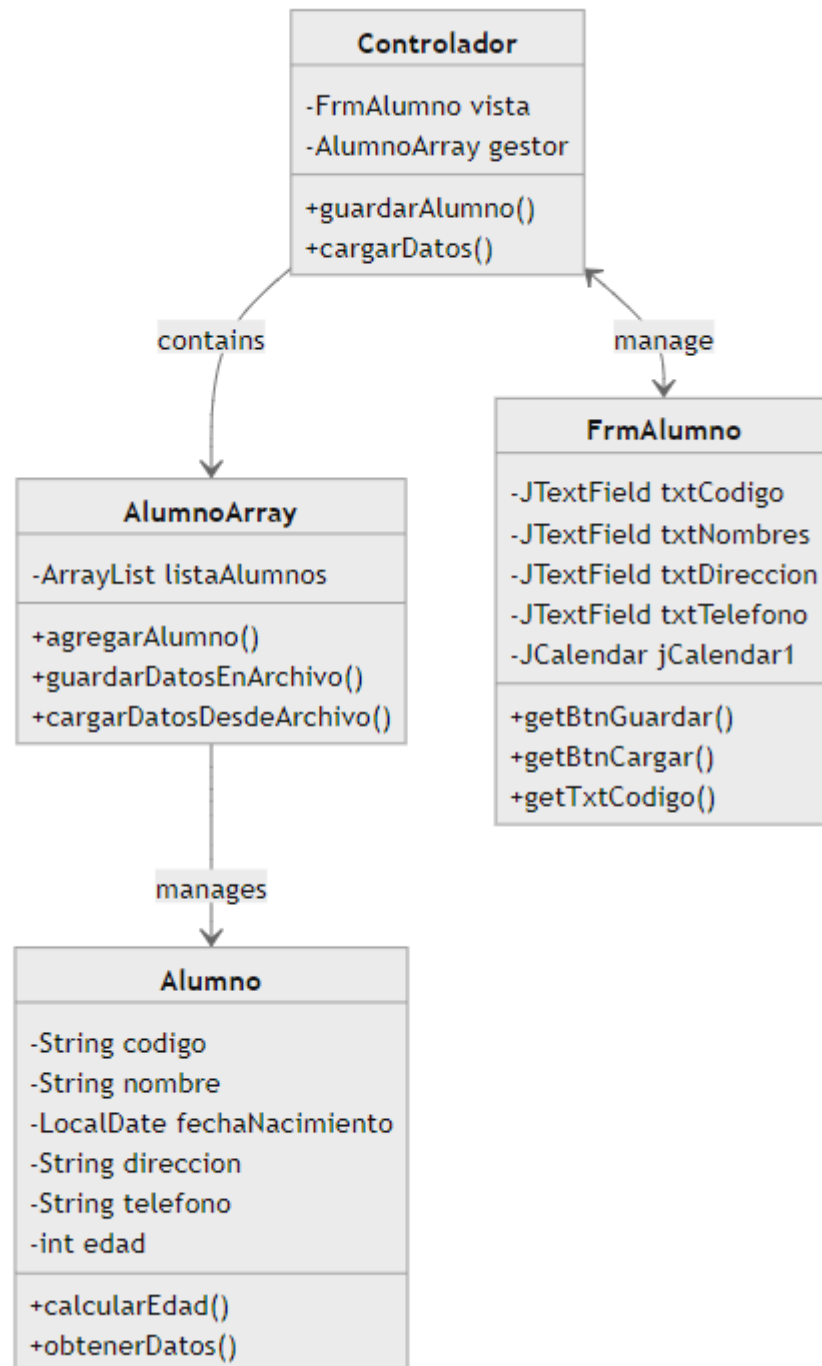 Controlador
-FrmAlumno vista
-AlumnoArray gestor
+guardarAlumno()
+cargarDatos()
contains
manage
AlumnoArray
-ArrayList listaAlumnos
+agregarAlumno()
+guardarDatosEnArchivo()
+cargarDatosDesdeArchivo()
FrmAlumno
-JTextField txtCodigo
-JTextField txtNombres
-JTextField txtDireccion
-JTextField txtTelefono
-JCalendar jCalendar1
+getBtnGuardar()
+getBtnCargar()
+getTxtCodigo()
manages
Alumno
-String codigo
-String nombre
-LocalDate fechaNacimiento
-String direccion
-String telefono
-int edad
+calcularEdad()
+obtenerDatos()